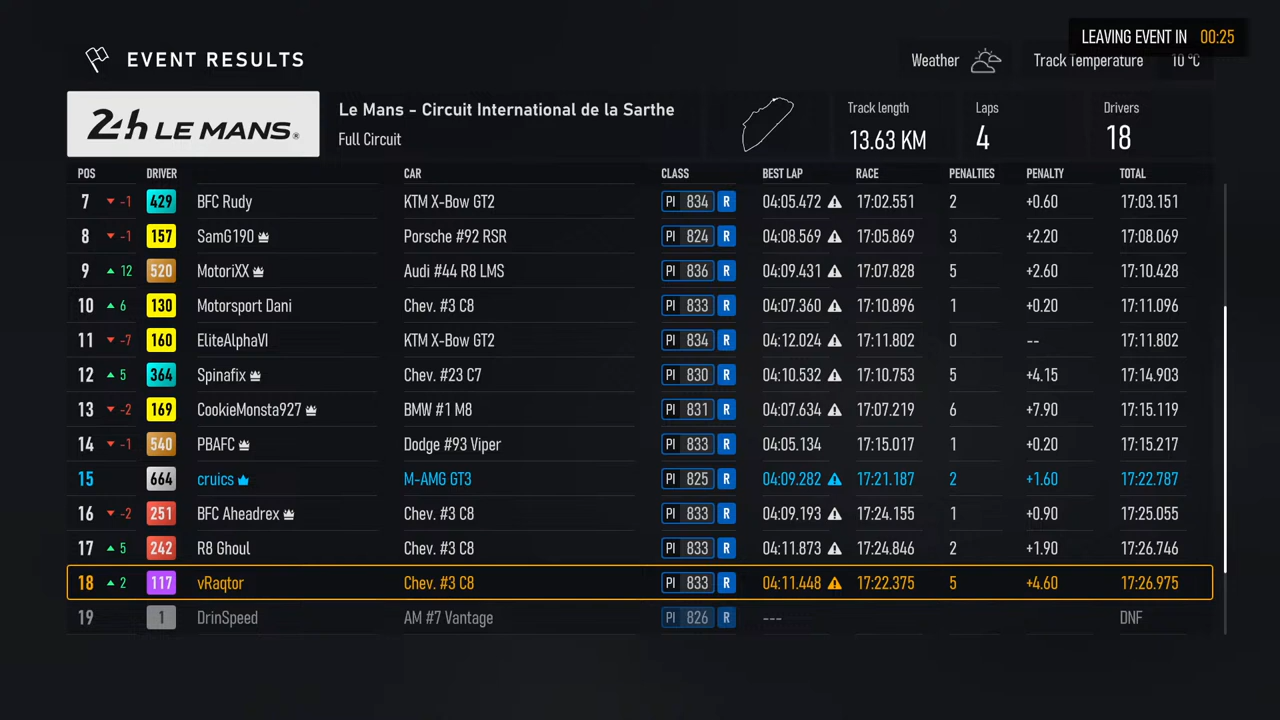 LEAVING EVENT IN 00:25
EVENT RESULTS
Weather
Track Temperature 10 °C
24h LE MANS®
Le Mans - Circuit International de la Sarthe
Full Circuit
Track length
13.63 KM
Laps
4
Drivers
18
POS DRIVER CAR CLASS BEST LAP RACE PENALTIES PENALTY TOTAL
7 -1 429 BFC Rudy KTM X-Bow GT2 PI 834 R 04:05.472 17:02.551 2 +0.60 17:03.151
8 -1 157 SamG190 Porsche #92 RSR PI 824 R 04:08.569 17:05.869 3 +2.20 17:08.069
9 12 520 MotoriXX Audi #44 R8 LMS PI 836 R 04:09.431 17:07.828 5 +2.60 17:10.428
10 6 130 Motorsport Dani Chev. #3 C8 PI 833 R 04:07.360 17:10.896 1 +0.20 17:11.096
11 -7 160 EliteAlphaVI KTM X-Bow GT2 PI 834 R 04:12.024 17:11.802 0 -- 17:11.802
12 5 364 Spinafix Chev. #23 C7 PI 830 R 04:10.532 17:10.753 5 +4.15 17:14.903
13 -2 169 CookieMonsta927 BMW #1 M8 PI 831 R 04:07.634 17:07.219 6 +7.90 17:15.119
14 -1 540 PBAFC Dodge #93 Viper PI 833 R 04:05.134 17:15.017 1 +0.20 17:15.217
15 664 cruics M-AMG GT3 PI 825 R 04:09.282 17:21.187 2 +1.60 17:22.787
16 -2 251 BFC Aheadrex Chev. #3 C8 PI 833 R 04:09.193 17:24.155 1 +0.90 17:25.055
17 5 242 R8 Ghoul Chev. #3 C8 PI 833 R 04:11.873 17:24.846 2 +1.90 17:26.746
18 2 117 vRaqtor Chev. #3 C8 PI 833 R 04:11.448 17:22.375 5 +4.60 17:26.975
19 1 DrinSpeed AM #7 Vantage PI 826 R --- DNF